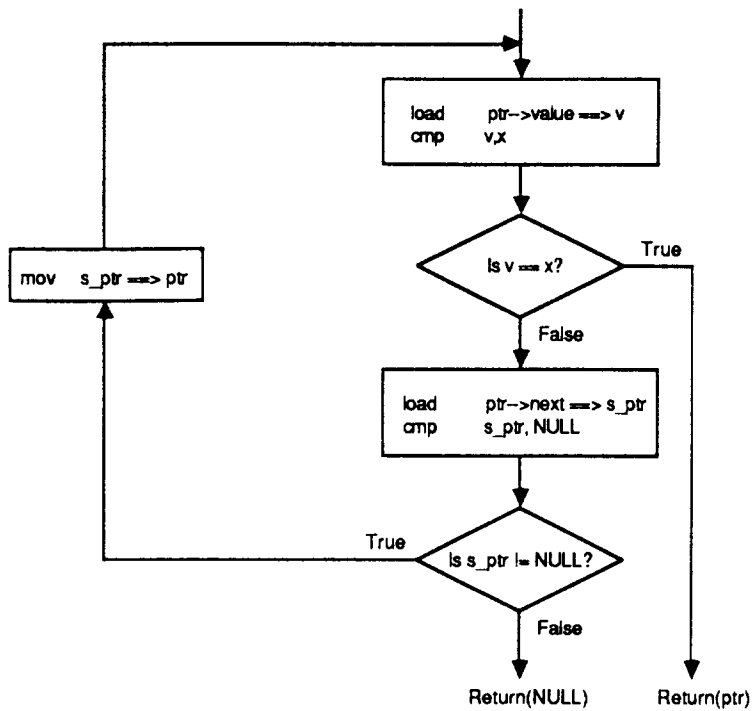 load ptr-->value ==> v
cmp v,x
Is v == x?
True
mov s_ptr ==> ptr
False
load ptr-->next ==> s_ptr
cmp s_ptr, NULL
True
Is s_ptr != NULL?
False
Return(NULL)
Return(ptr)